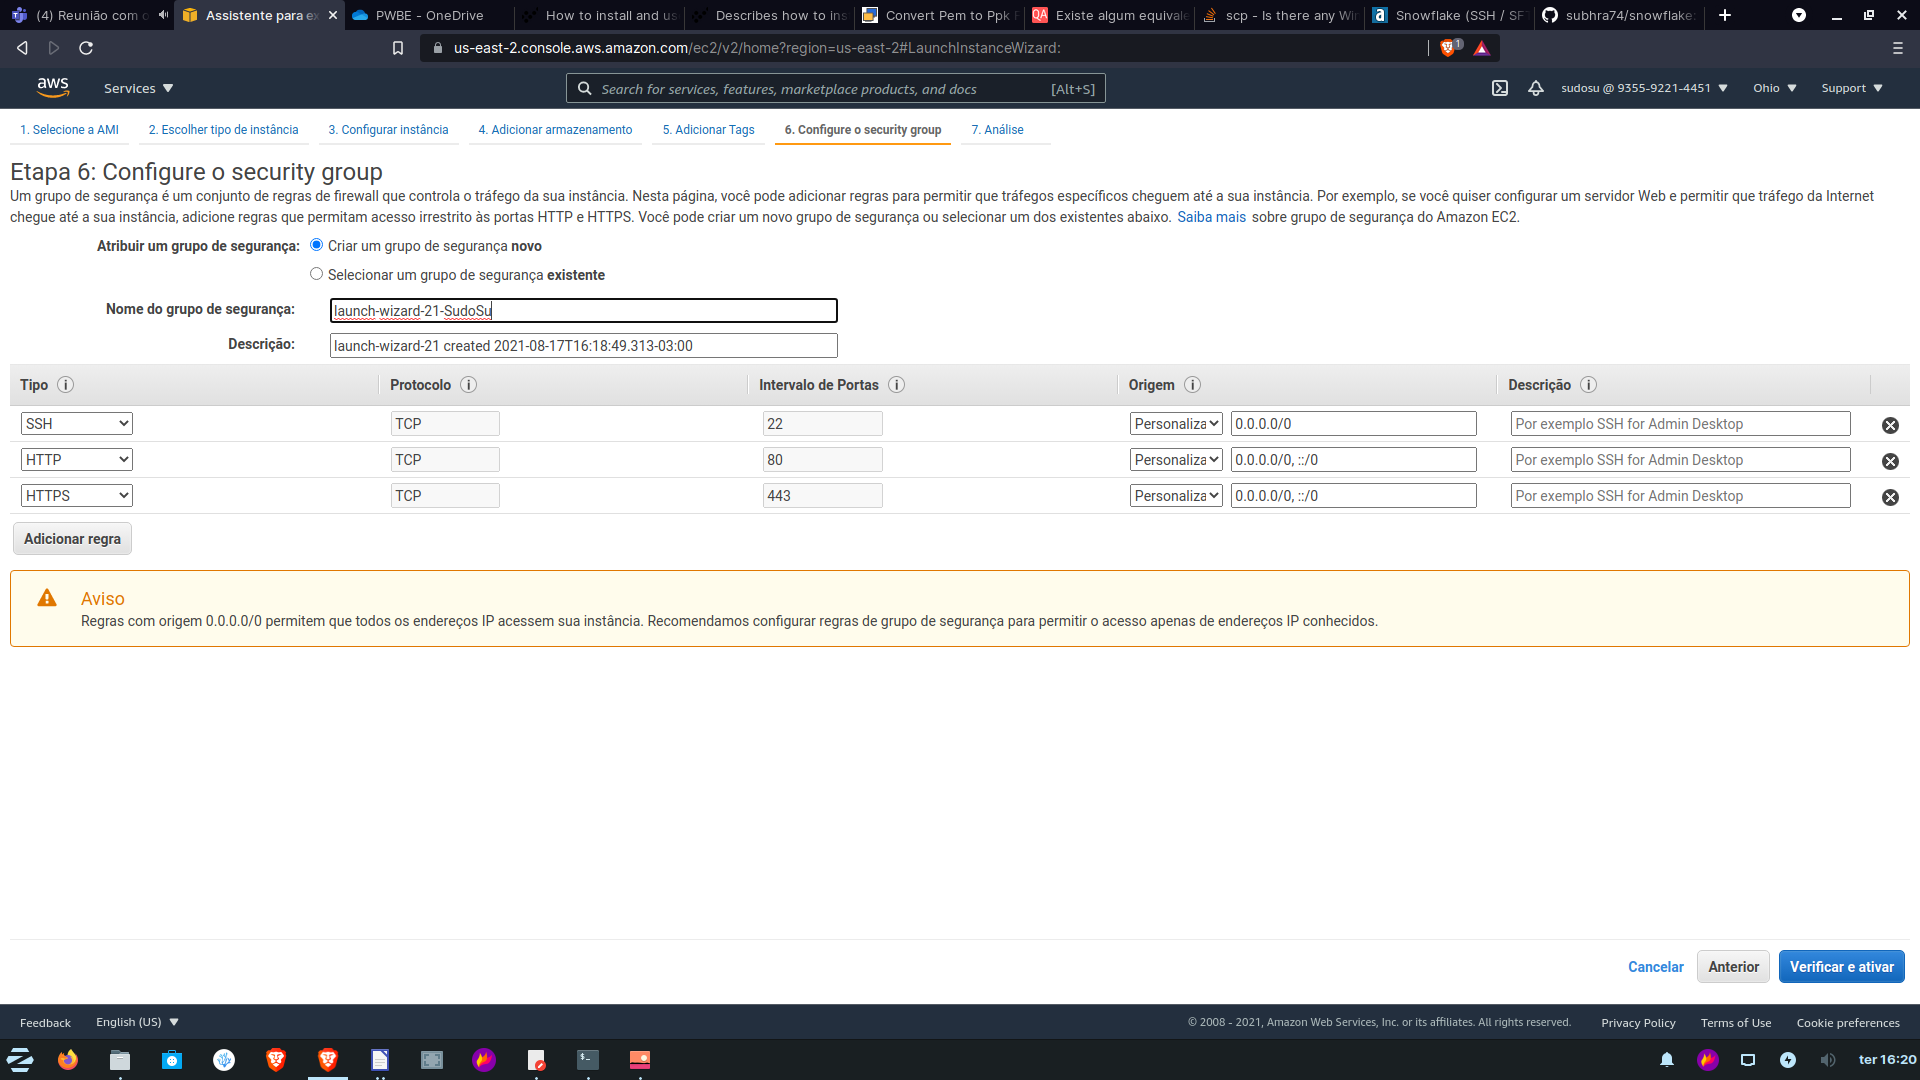 (4) Reunião com o
Assistente para ex
PWBE - OneDrive
How to install and us
Describes how to ins
Convert Pem to Ppk F
QA
Existe algum equivale
scp - Is there any Wir
Snowflake (SSH / SFT
subhra74/snowflake:
us-east-2.console.aws.amazon.com/ec2/v2/home?region=us-east-2#LaunchInstanceWizard:
1
aws
Services
Search for services, features, marketplace products, and docs
[Alt+S]
sudosu @ 9355-9221-4451
Ohio
Support
1. Selecione a AMI
2. Escolher tipo de instância
3. Configurar instância
4. Adicionar armazenamento
5. Adicionar Tags
6. Configure o security group
7. Análise
Etapa 6: Configure o security group
Um grupo de segurança é um conjunto de regras de firewall que controla o tráfego da sua instância. Nesta página, você pode adicionar regras para permitir que tráfegos específicos cheguem até a sua instância. Por exemplo, se você quiser configurar um servidor Web e permitir que tráfego da Internet
chegue até a sua instância, adicione regras que permitam acesso irrestrito às portas HTTP e HTTPS. Você pode criar um novo grupo de segurança ou selecionar um dos existentes abaixo. Saiba mais sobre grupo de segurança do Amazon EC2.
Atribuir um grupo de segurança:
Criar um grupo de segurança novo
Selecionar um grupo de segurança existente
Nome do grupo de segurança:
launch-wizard-21-SudoSu
Descrição:
launch-wizard-21 created 2021-08-17T16:18:49.313-03:00
Tipo
Protocolo
Intervalo de Portas
Origem
Descrição
SSH
TCP
22
Personaliza
0.0.0.0/0
Por exemplo SSH for Admin Desktop
HTTP
TCP
80
Personaliza
0.0.0.0/0, ::/0
Por exemplo SSH for Admin Desktop
HTTPS
TCP
443
Personaliza
0.0.0.0/0, ::/0
Por exemplo SSH for Admin Desktop
Adicionar regra
Aviso
Regras com origem 0.0.0.0/0 permitem que todos os endereços IP acessem sua instância. Recomendamos configurar regras de grupo de segurança para permitir o acesso apenas de endereços IP conhecidos.
Cancelar
Anterior
Verificar e ativar
Feedback
English (US)
© 2008 - 2021, Amazon Web Services, Inc. or its affiliates. All rights reserved.
Privacy Policy
Terms of Use
Cookie preferences
ter 16:20